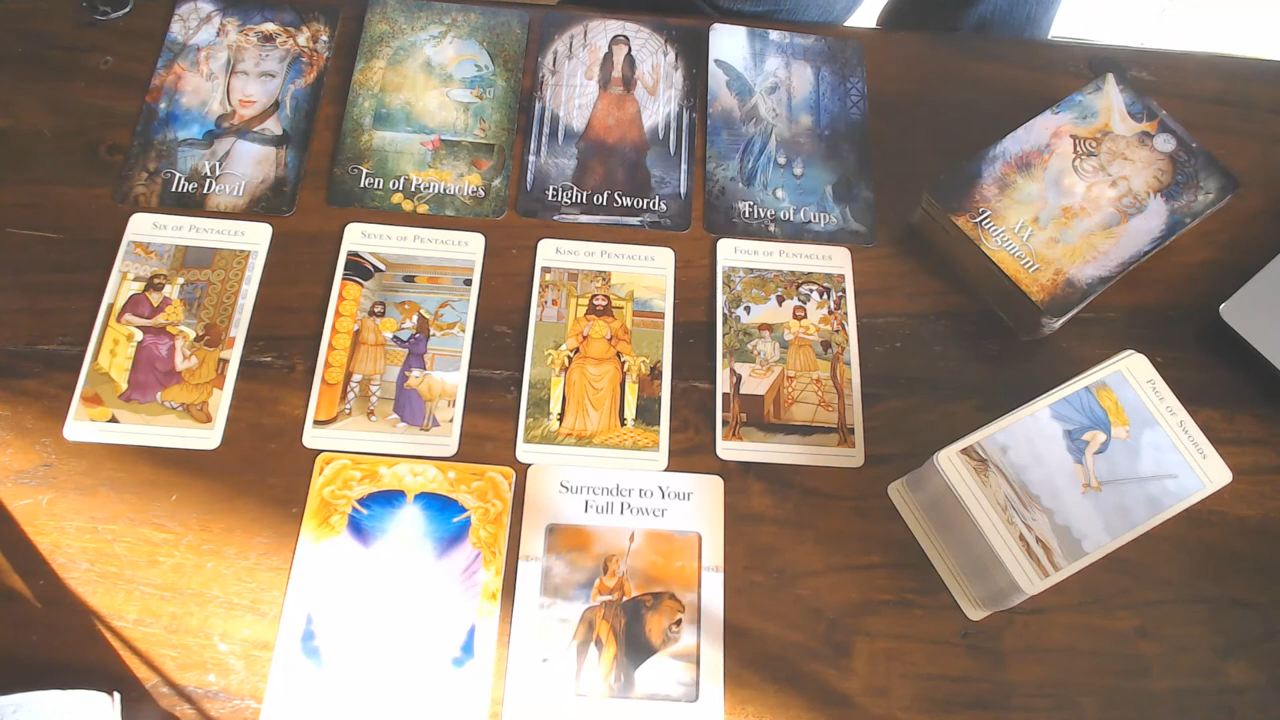 XV
The Devil
Ten of Pentacles
Eight of Swords
Five of Cups
XX
Judgment
Six of Pentacles
Seven of Pentacles
King of Pentacles
Four of Pentacles
Page of Swords
Surrender to Your
Full Power